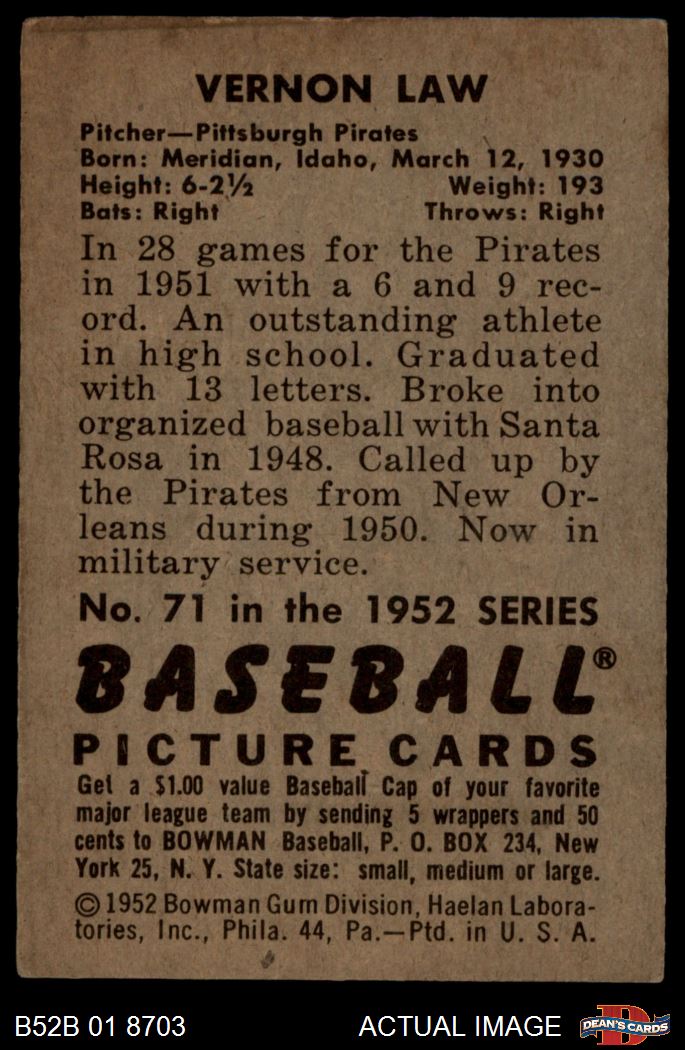 VERNON LAW
Pitcher—Pittsburgh Pirates
Born: Meridian, Idaho, March 12, 1930
Height: 6-2½ Weight: 193
Bats: Right Throws: Right
In 28 games for the Pirates
in 1951 with a 6 and 9 rec-
ord. An outstanding athlete
in high school. Graduated
with 13 letters. Broke into
organized baseball with Santa
Rosa in 1948. Called up by
the Pirates from New Or-
leans during 1950. Now in
military service.
No. 71 in the 1952 SERIES
BASEBALL®
PICTURE CARDS
Get a $1.00 value Baseball Cap of your favorite
major league team by sending 5 wrappers and 50
cents to BOWMAN Baseball, P. O. BOX 234, New
York 25, N. Y. State size: small, medium or large.
© 1952 Bowman Gum Division, Haelan Labora-
tories, Inc., Phila. 44, Pa.—Ptd. in U. S. A.
B52B 01 8703 ACTUAL IMAGE DEAN'S CARDS